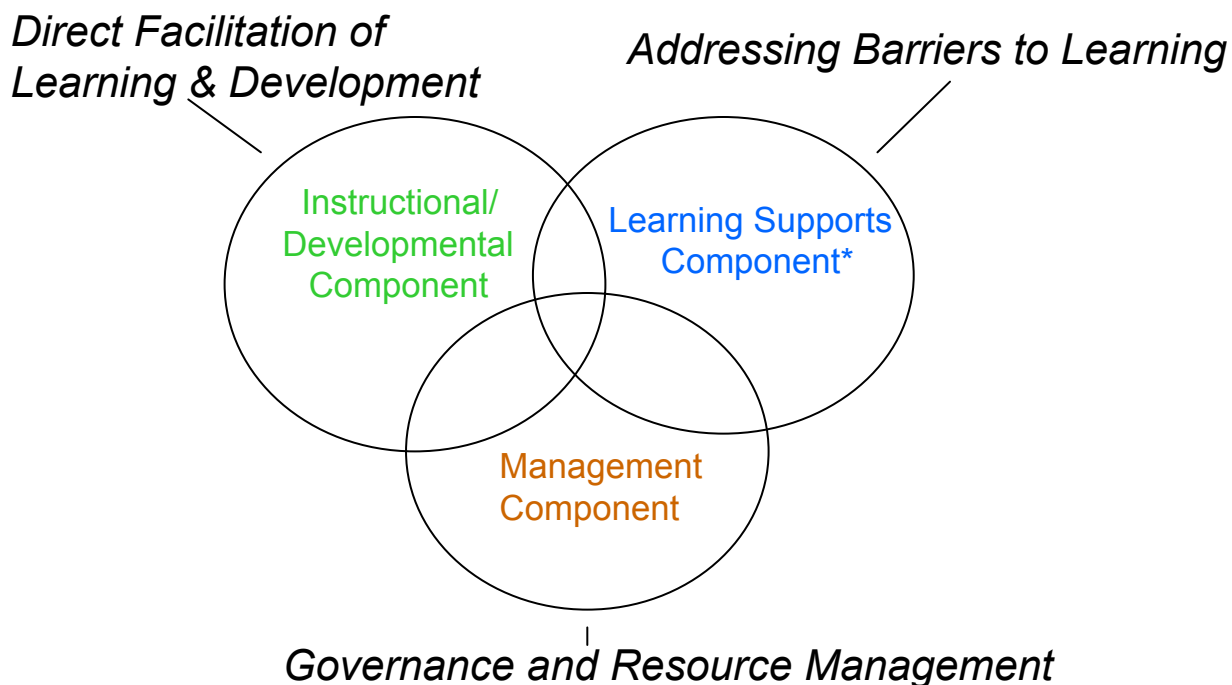 Direct Facilitation of
Learning & Development
Addressing Barriers to Learning
Instructional/
Developmental
Component
Learning Supports
Component*
Management
Component
Governance and Resource Management